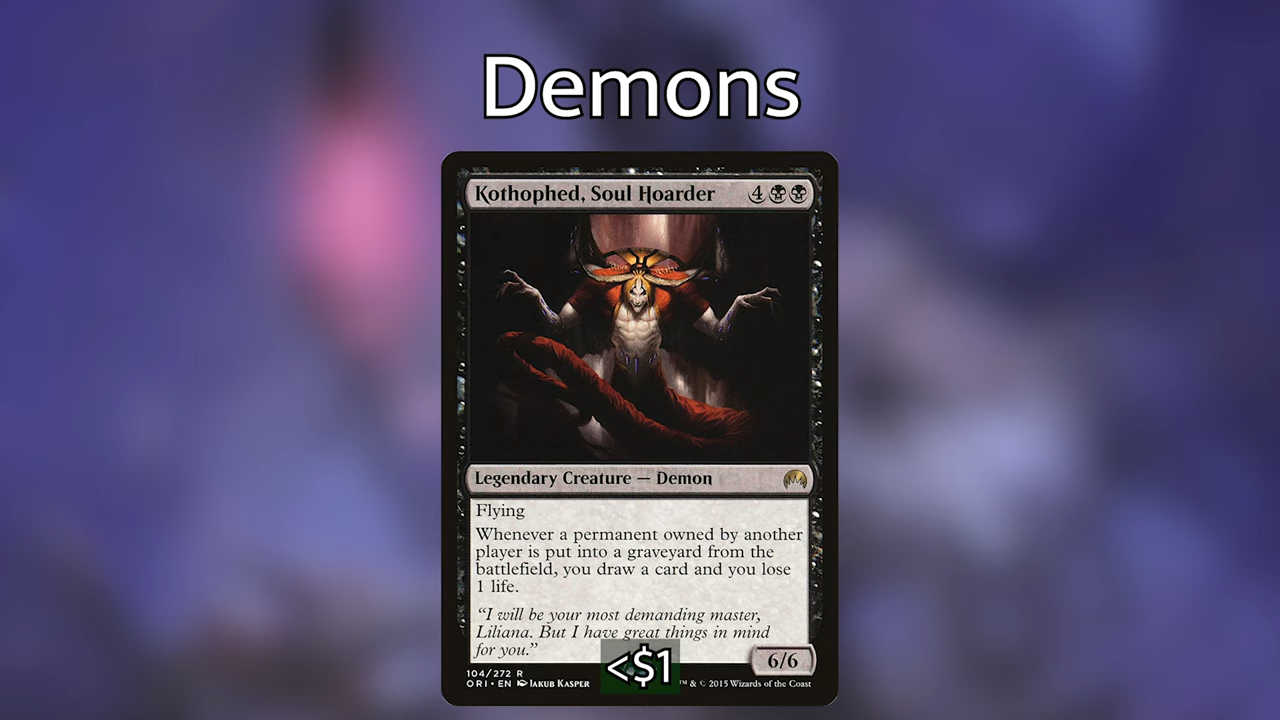 Demons
Kothophed, Soul Hoarder 4
Legendary Creature — Demon
Flying
Whenever a permanent owned by another
player is put into a graveyard from the
battlefield, you draw a card and you lose
1 life.
"I will be your most demanding master,
Liliana. But I have great things in mind
for you."
6/6
<$1
104/272 R
ORI • EN Jakub Kasper ™ & © 2015 Wizards of the Coast